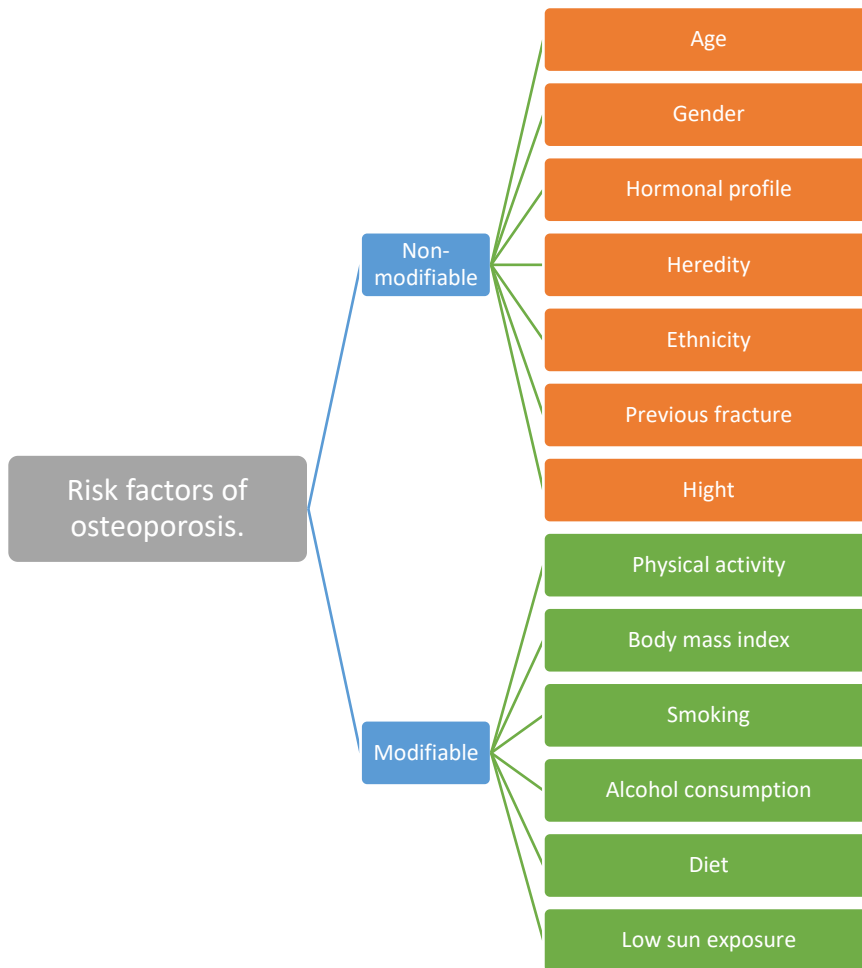 Age
Gender
Hormonal profile
Non-
modifiable
Heredity
Ethnicity
Previous fracture
Risk factors of
osteoporosis.
Hight
Physical activity
Body mass index
Smoking
Modifiable
Alcohol consumption
Diet
Low sun exposure